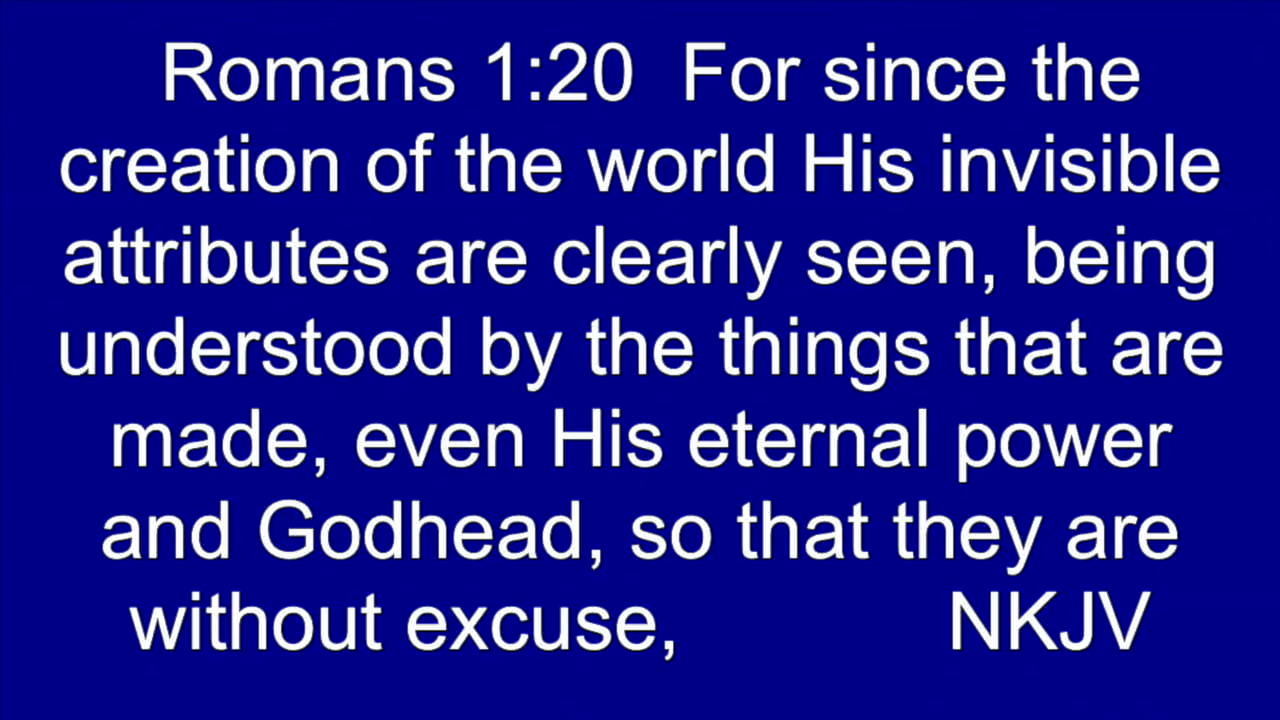 Romans 1:20  For since the
creation of the world His invisible
attributes are clearly seen, being
understood by the things that are
made, even His eternal power
and Godhead, so that they are
without excuse, NKJV